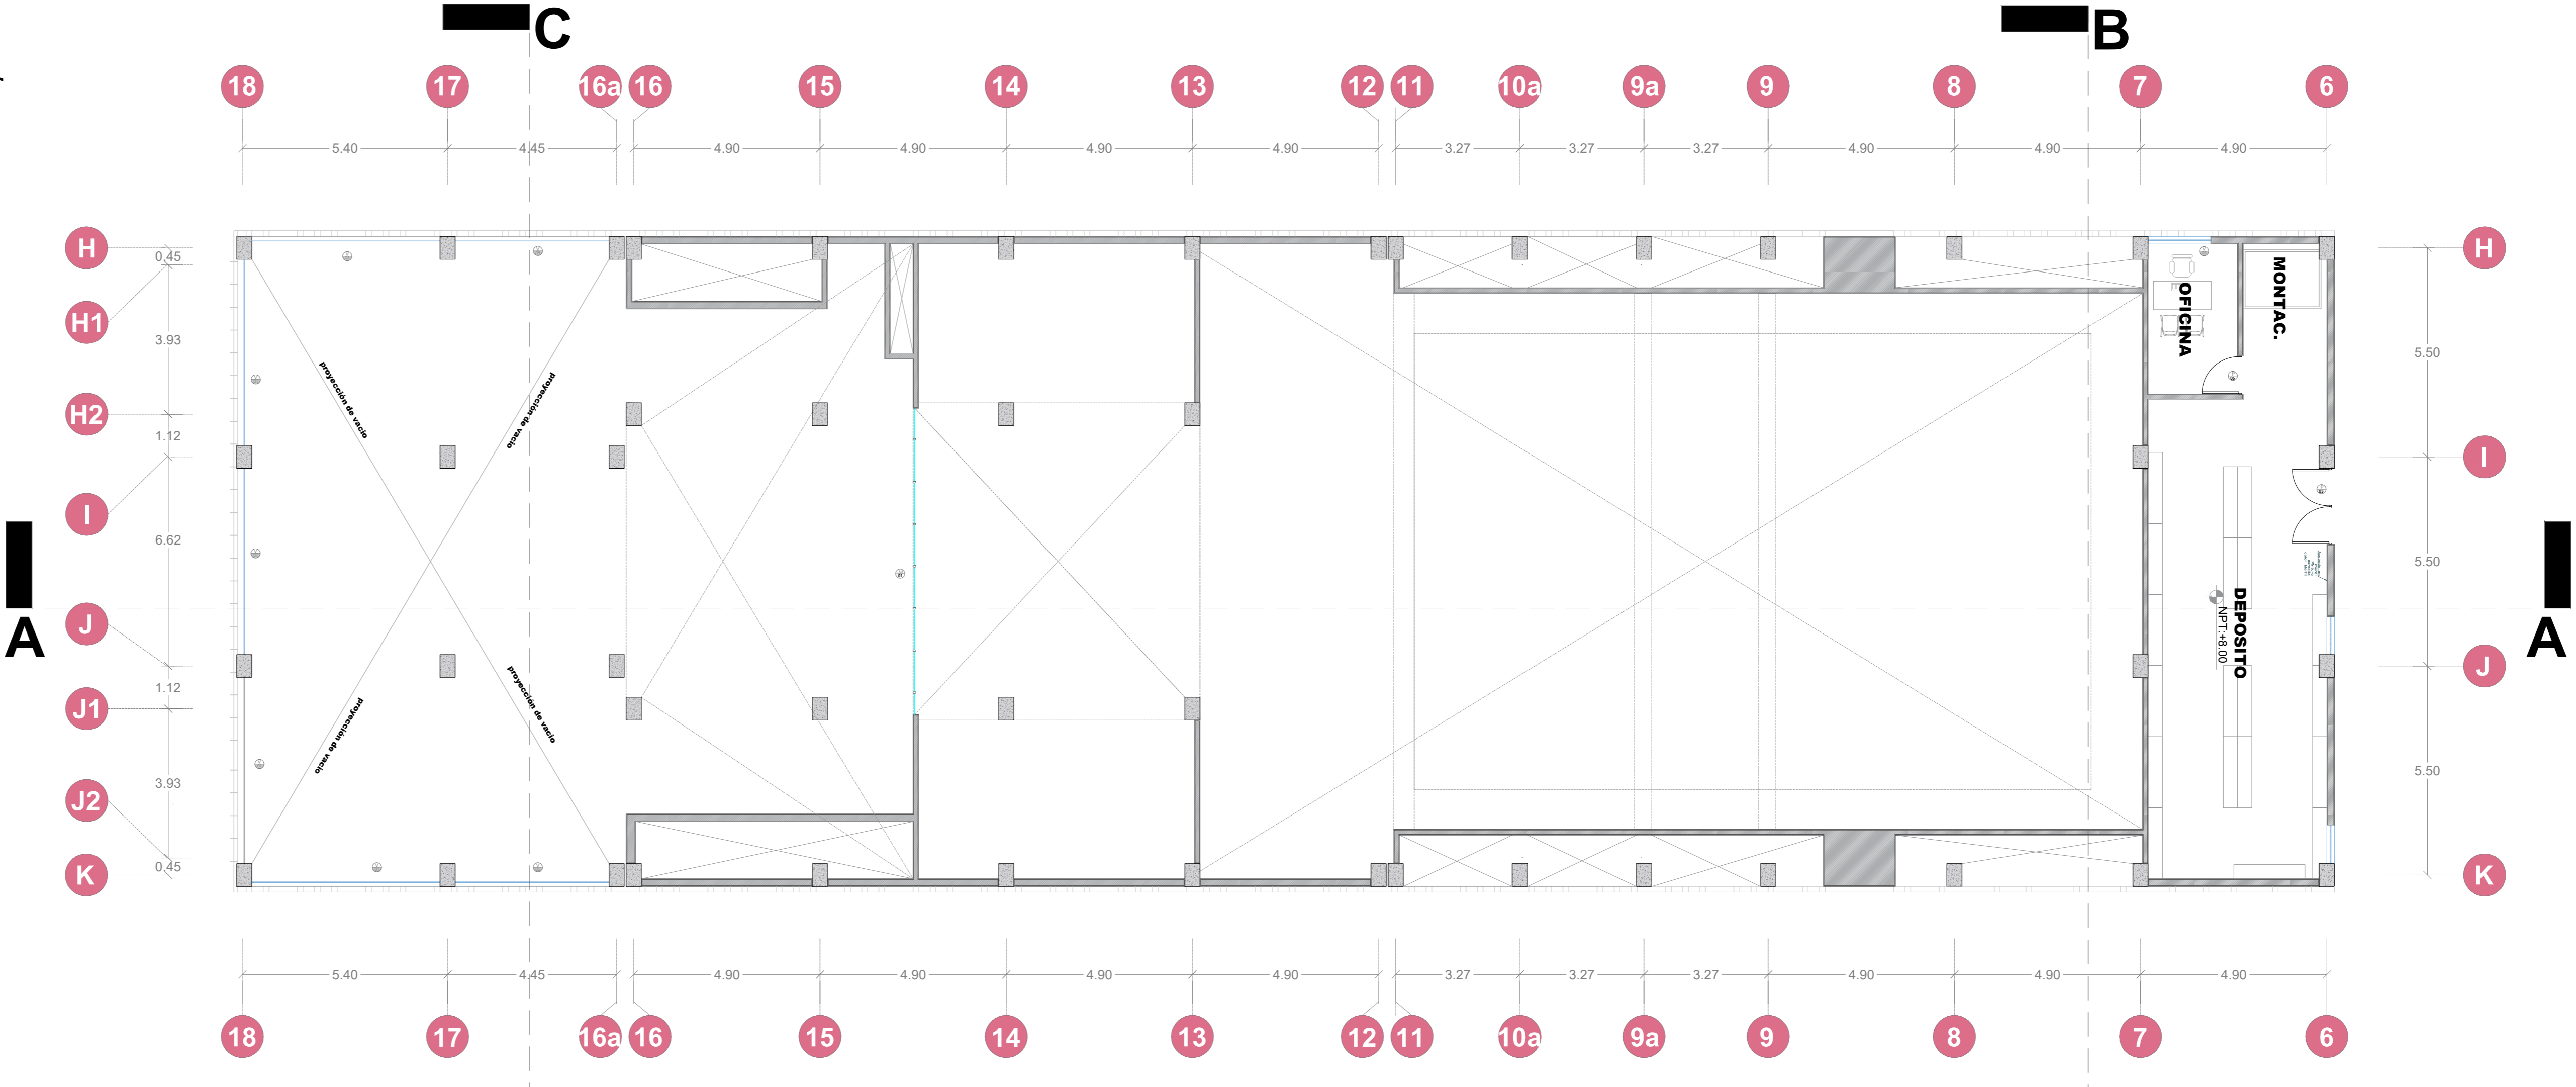 C
B
18 17 16a 16 15 14 13 12 11 10a 9a 9 8 7 6
5.40 4.45 4.90 4.90 4.90 4.90 3.27 3.27 3.27 4.90 4.90 4.90
H
0.45
H1
3.93
H2
1.12
I
6.62
J
1.12
J1
3.93
J2
0.45
K
A
proyección de vacio
proyección de vacio
proyección de vacio
proyección de vacio
OFICINA
MONTAC.
DEPOSITO
NPT:+8.00
H
5.50
I
5.50
J
5.50
K
A
5.40 4.45 4.90 4.90 4.90 4.90 3.27 3.27 3.27 4.90 4.90 4.90
18 17 16a 16 15 14 13 12 11 10a 9a 9 8 7 6